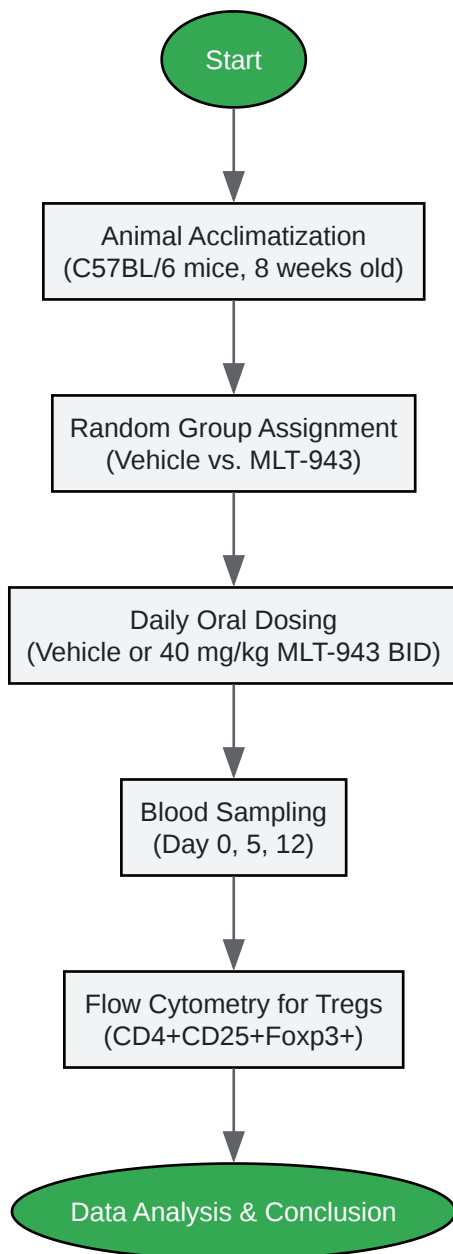 Start
Animal Acclimatization
(C57BL/6 mice, 8 weeks old)
Random Group Assignment
(Vehicle vs. MLT-943)
Daily Oral Dosing
(Vehicle or 40 mg/kg MLT-943 BID)
Blood Sampling
(Day 0, 5, 12)
Flow Cytometry for Tregs
(CD4+CD25+Foxp3+)
Data Analysis & Conclusion